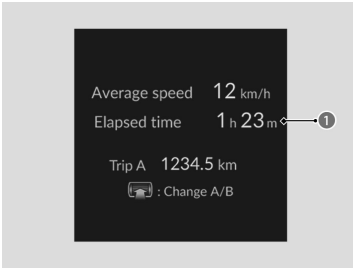 Average speed 12 km/h
Elapsed time 1 h 23 m
1
Trip A 1234.5 km
: Change A/B